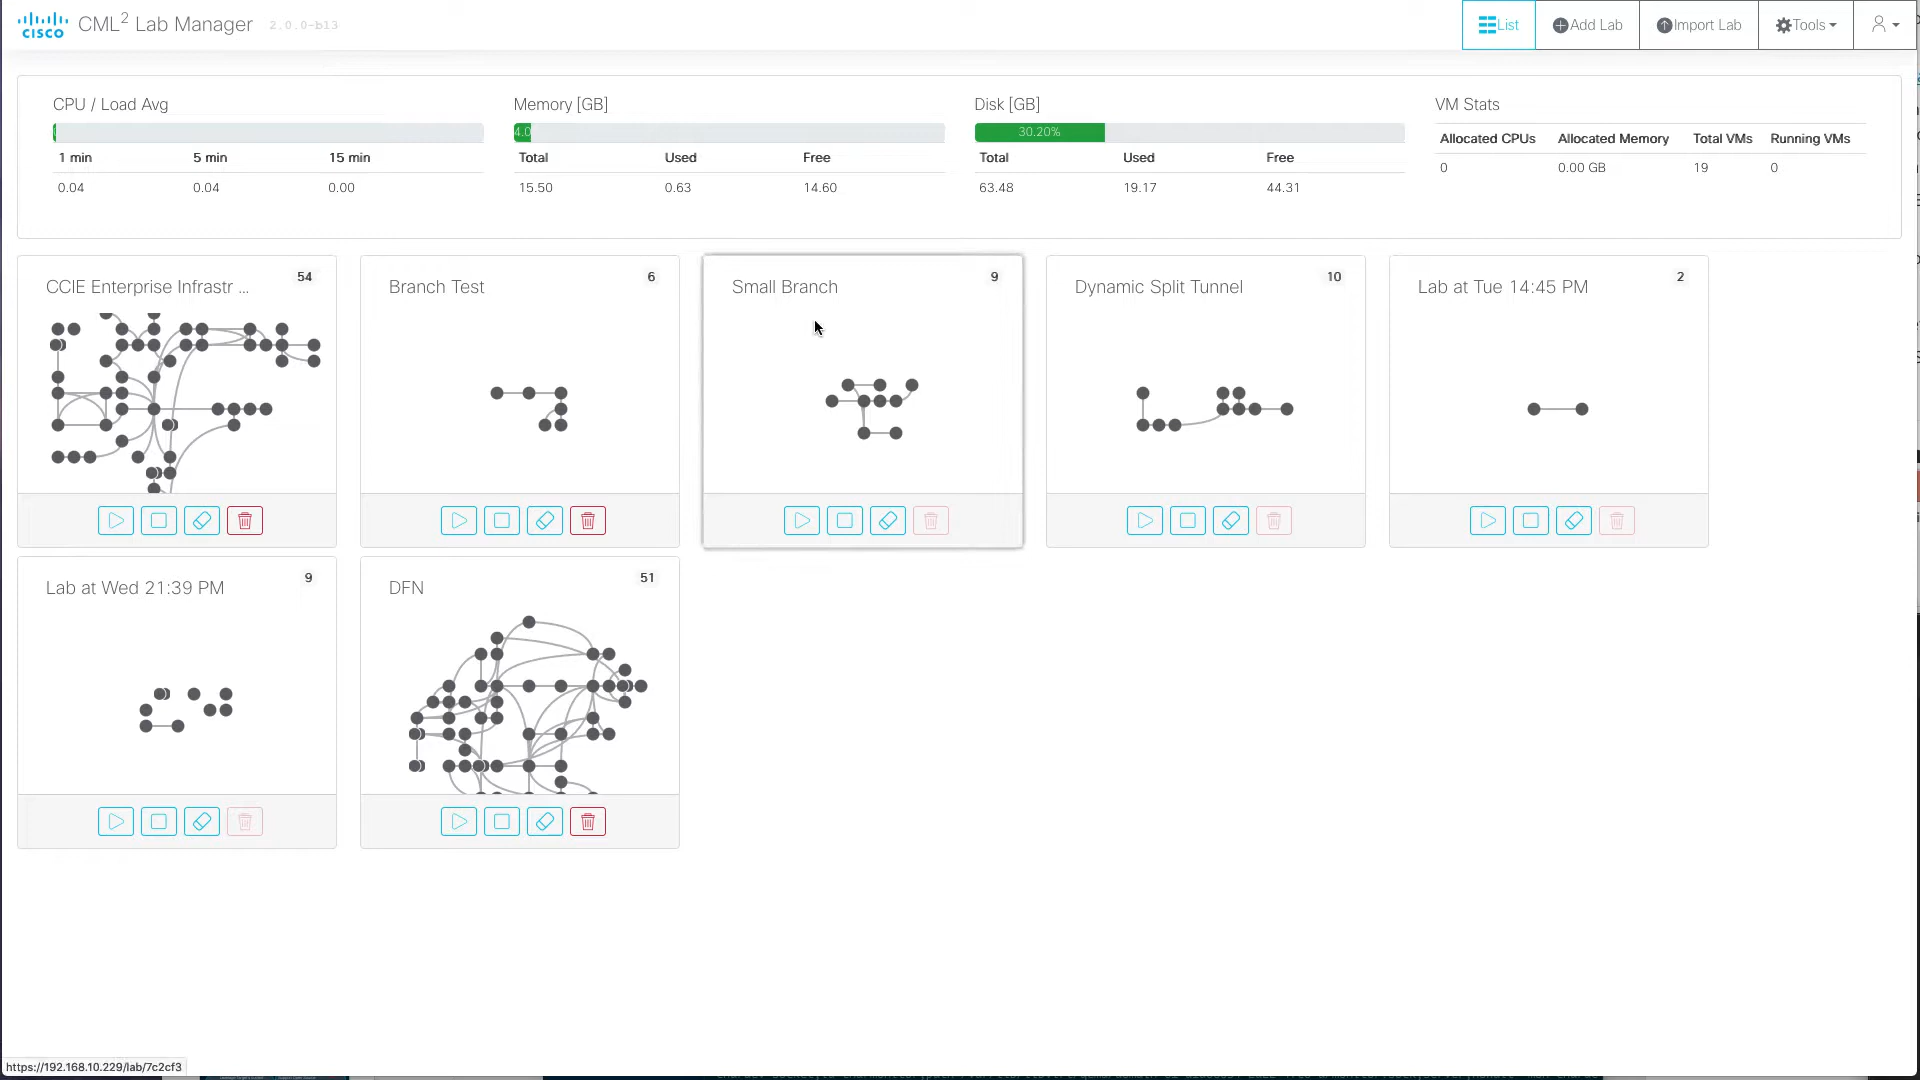 cisco CML2 Lab Manager 2.0.0-b13 List Add Lab Import Lab Tools
CPU / Load Avg Memory [GB] Disk [GB] VM Stats
4.0 30.20%
Allocated CPUs Allocated Memory Total VMs Running VMs
1 min 5 min 15 min Total Used Free Total Used Free
0 0.00 GB 19 0
0.04 0.04 0.00 15.50 0.63 14.60 63.48 19.17 44.31
54 6 9 10 2
CCIE Enterprise Infrastr ... Branch Test Small Branch Dynamic Split Tunnel Lab at Tue 14:45 PM
9 51
Lab at Wed 21:39 PM DFN
https://192.168.10.229/lab/7c2cf3